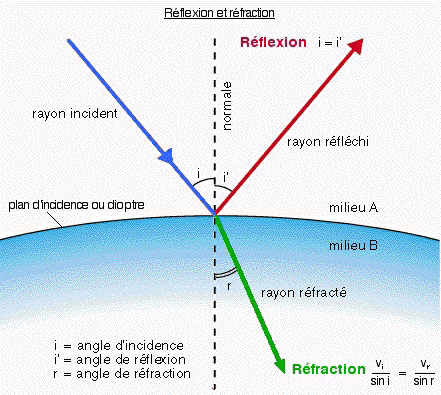 Réflexion et réfraction
Réflexion i = i'
normale
rayon incident
rayon réfléchi
i i'
plan d'incidence ou dioptre
milieu A
milieu B
r
rayon réfracté
i = angle d'incidence
i' = angle de réflexion
r = angle de réfraction
Réfraction vi / sin i = vr / sin r